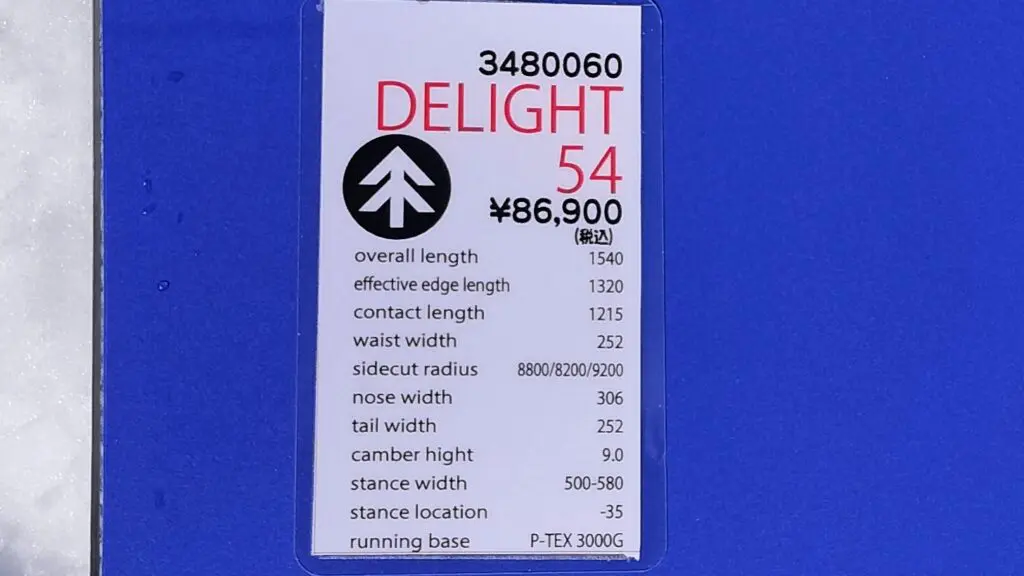 3480060
DELIGHT
54
¥86,900
(税込)
overall length 1540
effective edge length 1320
contact length 1215
waist width 252
sidecut radius 8800/8200/9200
nose width 306
tail width 252
camber hight 9.0
stance width 500-580
stance location -35
running base P-TEX 3000G